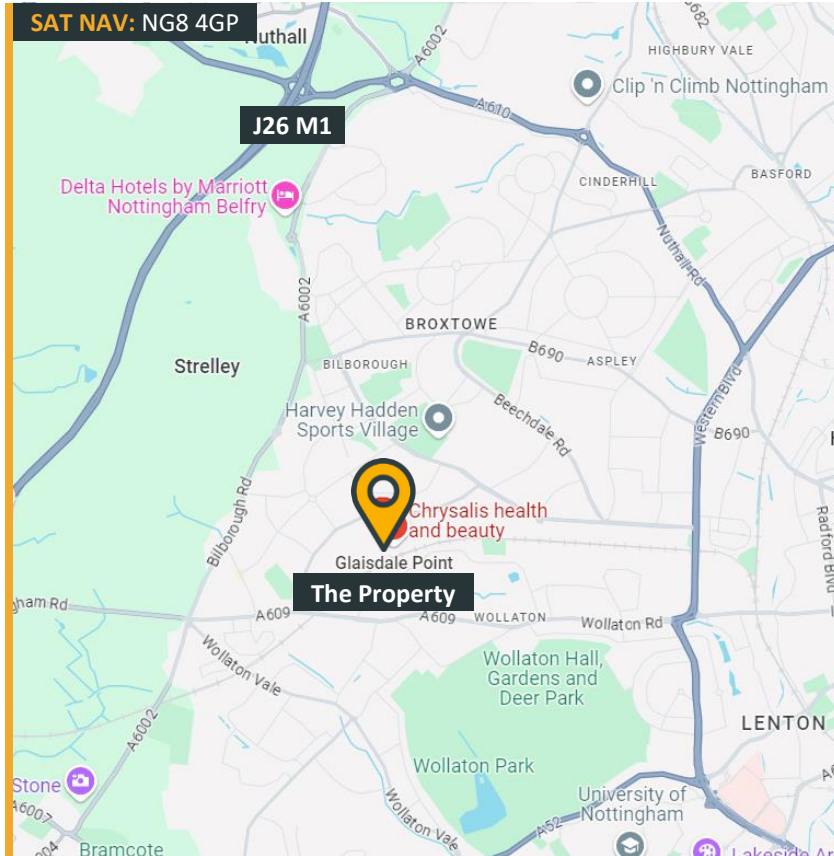 SAT NAV: NG8 4GP
Nuthall
A6002
HIGHBURY VALE
Clip 'n Climb Nottingham
A610
J26 M1
CINDERHILL
BASFORD
Delta Hotels by Marriott
Nottingham Belfry
Nuthall Rd
A6002
BROXTOWE
B690
ASPLEY
Strelley
BILBOROUGH
Western Blvd
Harvey Hadden
Sports Village
Beechdale Rd
B690
Bilborough Rd
Radford Blvd
Chrysalis health
and beauty
Glaisdale Point
The Property
ham Rd
A609
A609
WOLLATON
Wollaton Rd
Wollaton Vale
Wollaton Hall,
Gardens and
Deer Park
A6002
LENTON
Wollaton Park
Stone
A6007
University of
Nottingham
Wollaton Vale
A52
Bramcote
Lakeside Ar